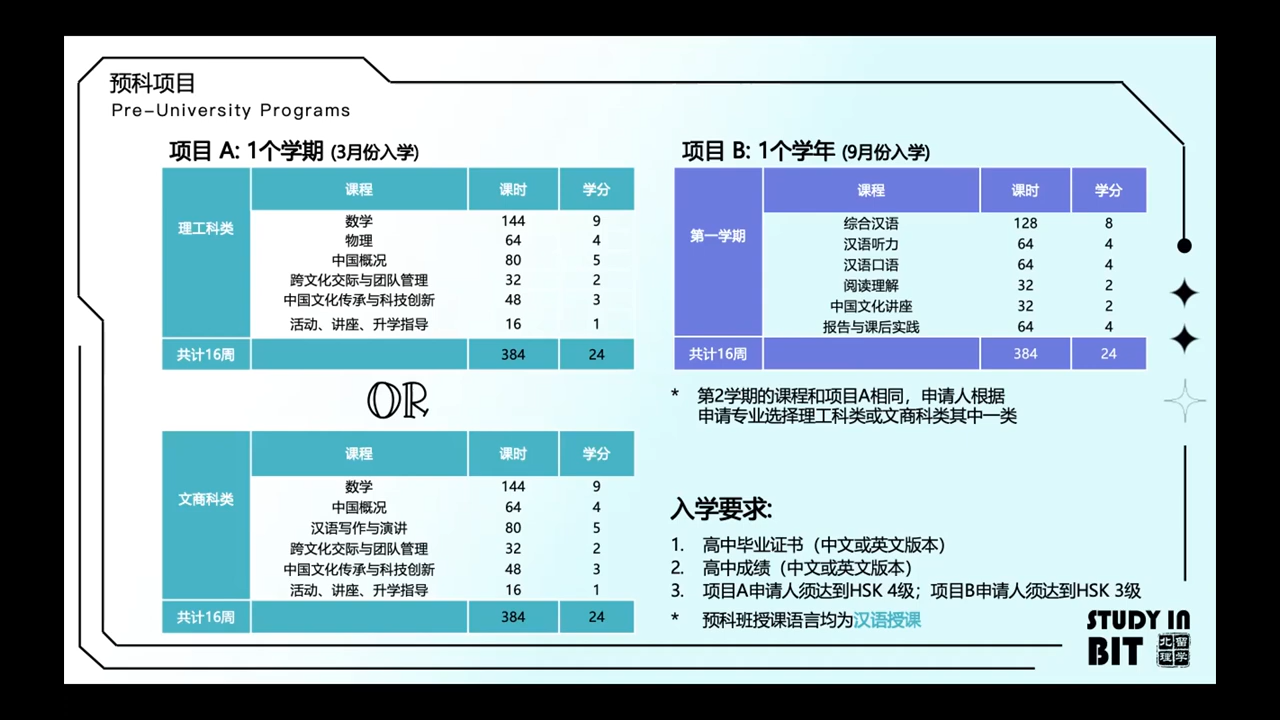 预科项目
Pre-University Programs
项目 A: 1个学期 (3月份入学)
理工科类
课程 课时 学分
数学 144 9
物理 64 4
中国概况 80 5
跨文化交际与团队管理 32 2
中国文化传承与科技创新 48 3
活动、讲座、升学指导 16 1
共计16周 384 24
OR
文商科类
课程 课时 学分
数学 144 9
中国概况 64 4
汉语写作与演讲 80 5
跨文化交际与团队管理 32 2
中国文化传承与科技创新 48 3
活动、讲座、升学指导 16 1
共计16周 384 24
项目 B: 1个学年 (9月份入学)
第一学期
课程 课时 学分
综合汉语 128 8
汉语听力 64 4
汉语口语 64 4
阅读理解 32 2
中国文化讲座 32 2
报告与课后实践 64 4
共计16周 384 24
* 第2学期的课程和项目A相同，申请人根据
申请专业选择理工科类或文商科类其中一类
入学要求:
1. 高中毕业证书（中文或英文版本）
2. 高中成绩（中文或英文版本）
3. 项目A申请人须达到HSK 4级；项目B申请人须达到HSK 3级
* 预科班授课语言均为汉语授课
STUDY IN
BIT
北理留学